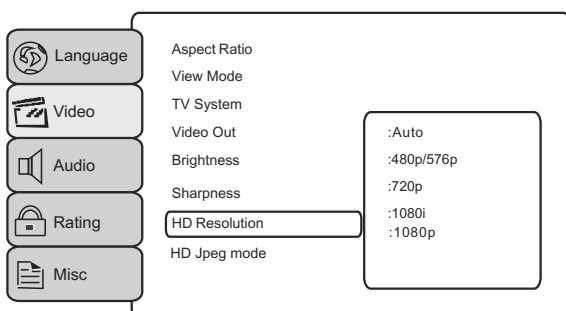 Language
Video
Audio
Rating
Misc
Aspect Ratio
View Mode
TV System
Video Out
Brightness
Sharpness
HD Resolution
HD Jpeg mode
:Auto
:480p/576p
:720p
:1080i
:1080p